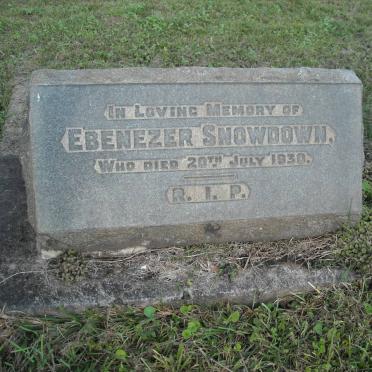 In Loving Memory of
Ebenezer Snowdown,
Who died 20th July 1930.
R. I. P.